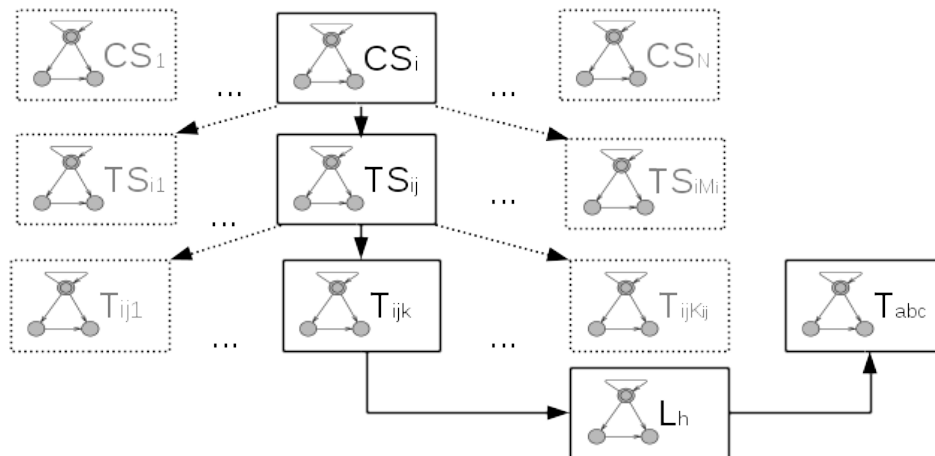 CS1 ... CSi ... CSN
TSi1 ... TSij ... TSiMi
Tij1 ... Tijk ... TijKij Tabc
Lh